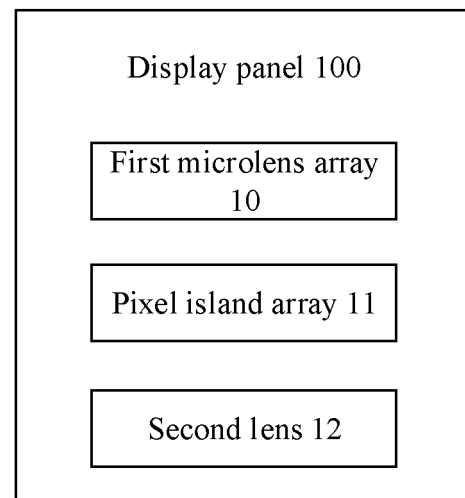 Display panel 100
First microlens array
10
Pixel island array 11
Second lens 12